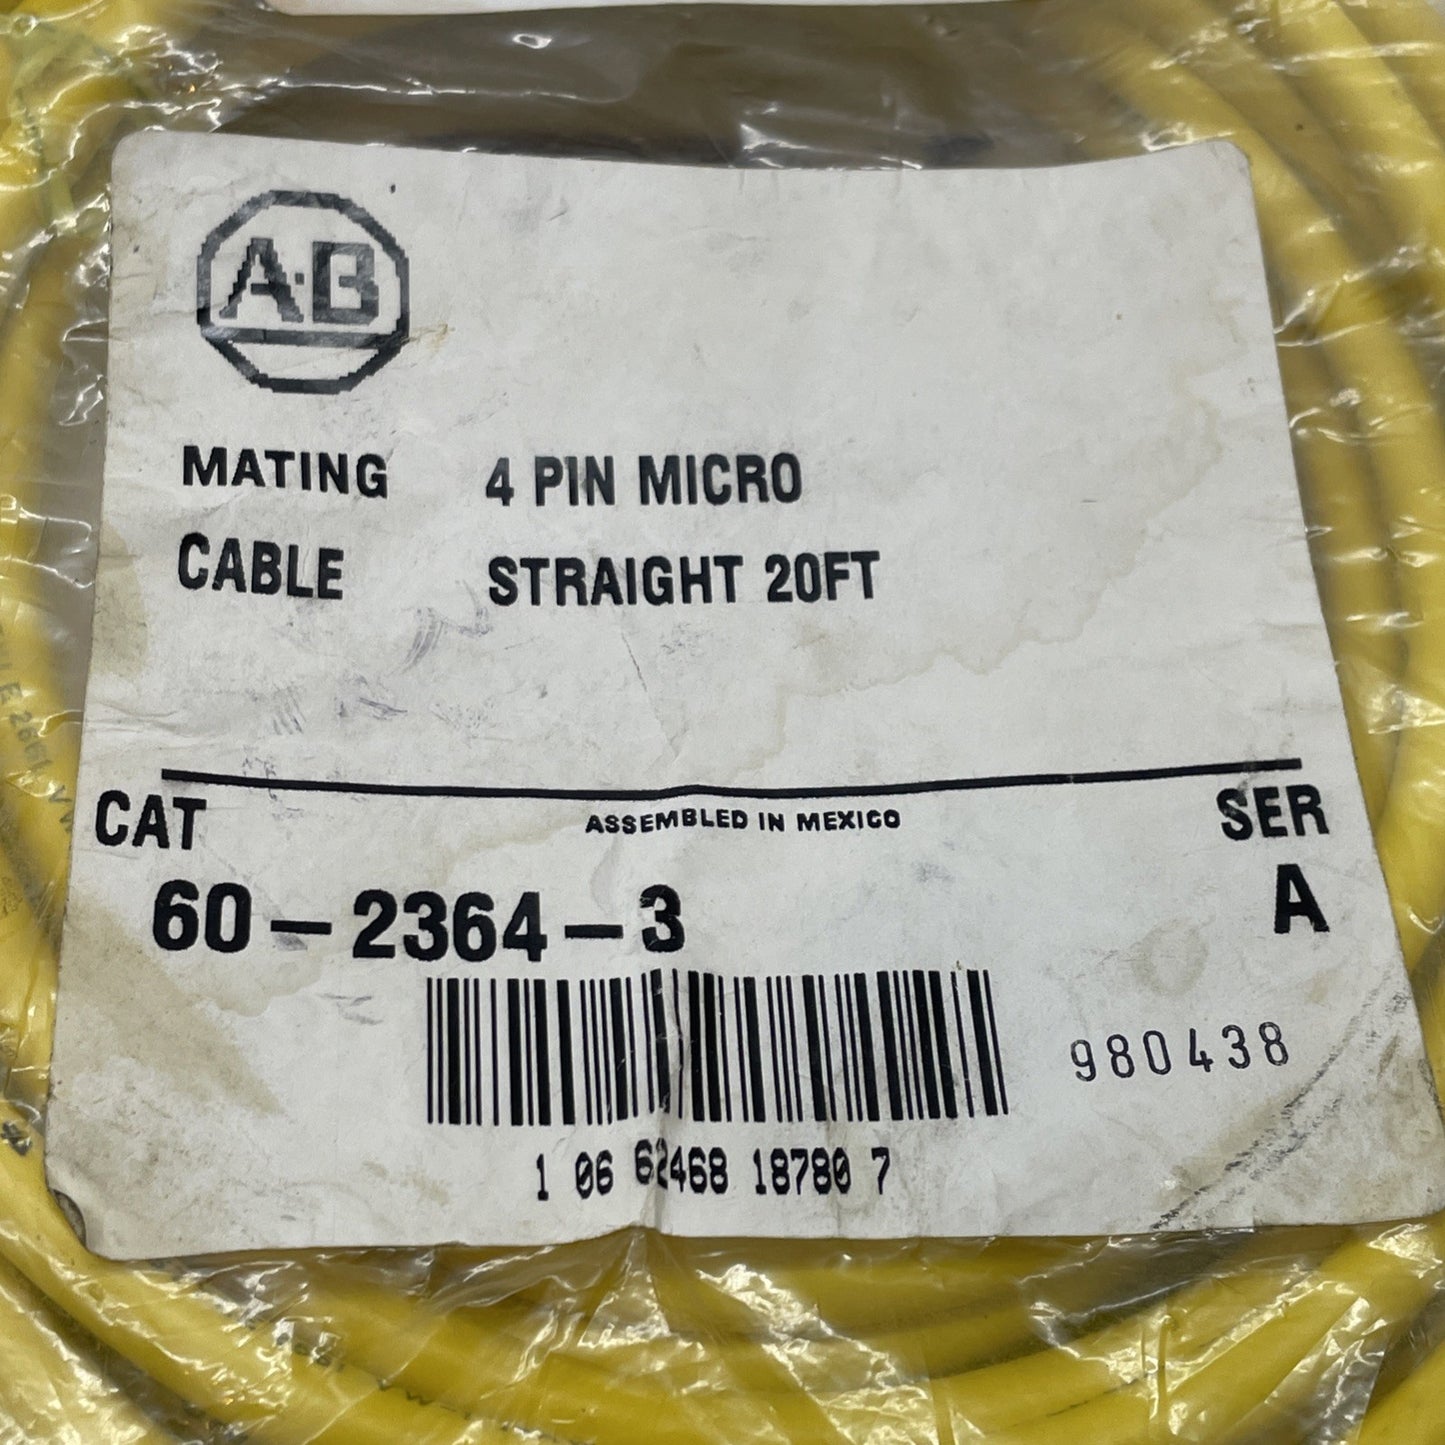 A·B
MATING 4 PIN MICRO
CABLE STRAIGHT 20FT
ASSEMBLED IN MEXICO
CAT SER
60-2364-3 A
980438
1 06 62468 18780 7